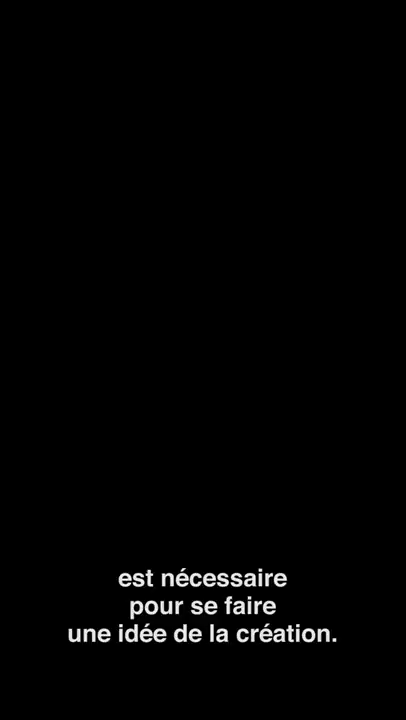 est nécessaire
pour se faire
une idée de la création.